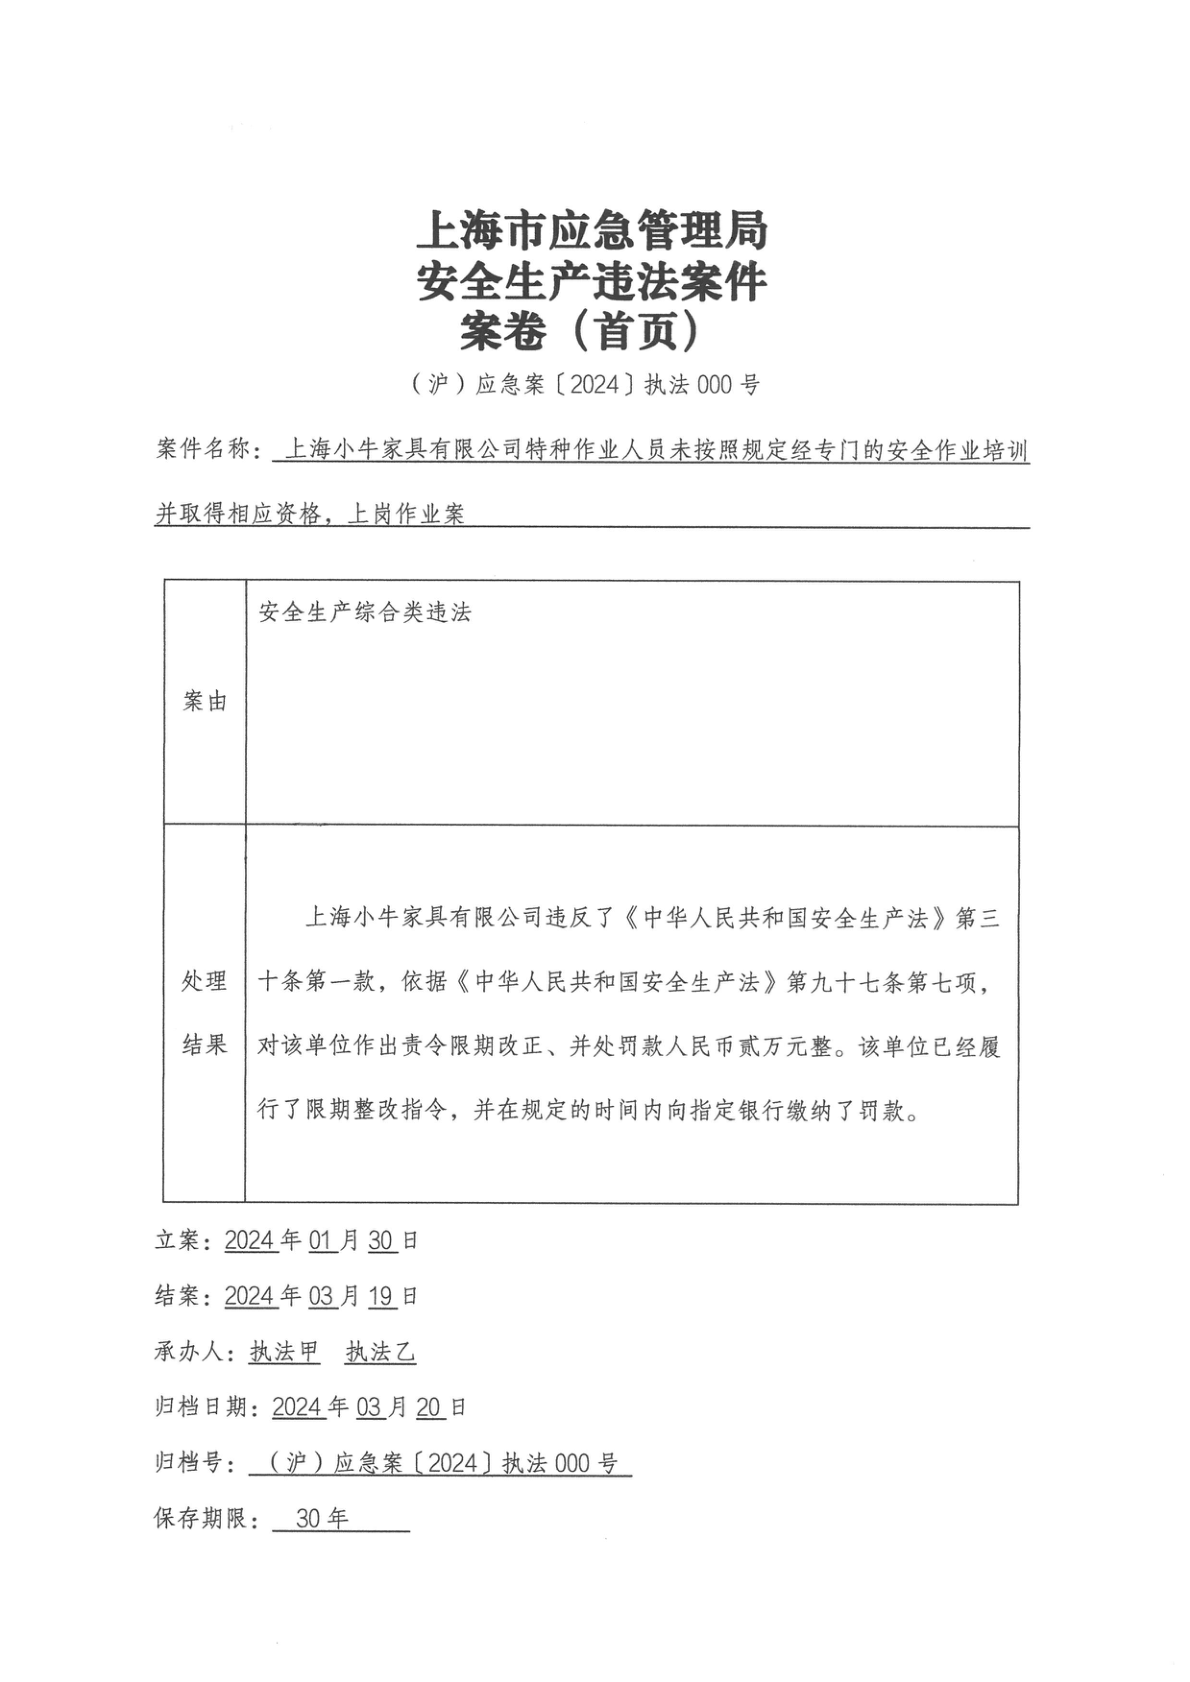 上海市应急管理局
安全生产违法案件
案卷（首页）
（沪）应急案〔2024〕执法 000 号
案件名称：上海小牛家具有限公司特种作业人员未按照规定经专门的安全作业培训
并取得相应资格，上岗作业案
安全生产综合类违法
案由
上海小牛家具有限公司违反了《中华人民共和国安全生产法》第三
处理 十条第一款，依据《中华人民共和国安全生产法》第九十七条第七项，
结果 对该单位作出责令限期改正、并处罚款人民币贰万元整。该单位已经履
行了限期整改指令，并在规定的时间内向指定银行缴纳了罚款。
立案：2024 年 01 月 30 日
结案：2024 年 03 月 19 日
承办人：执法甲 执法乙
归档日期：2024 年 03 月 20 日
归档号：（沪）应急案〔2024〕执法 000 号
保存期限：30 年